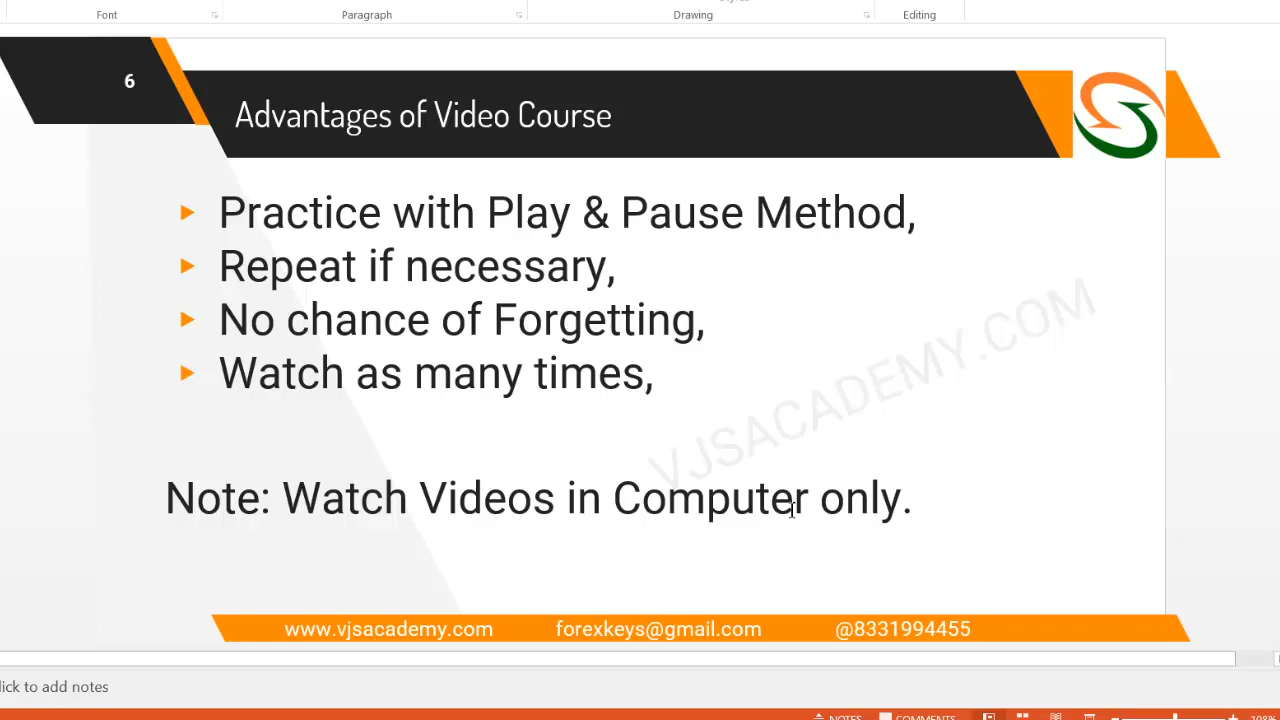 Font Paragraph Drawing Editing
6
Advantages of Video Course
Practice with Play & Pause Method,
Repeat if necessary,
No chance of Forgetting,
Watch as many times,
VJSACADEMY.COM
Note: Watch Videos in Computer only.
www.vjsacademy.com forexkeys@gmail.com @8331994455
lick to add notes
NOTES COMMENTS 108%